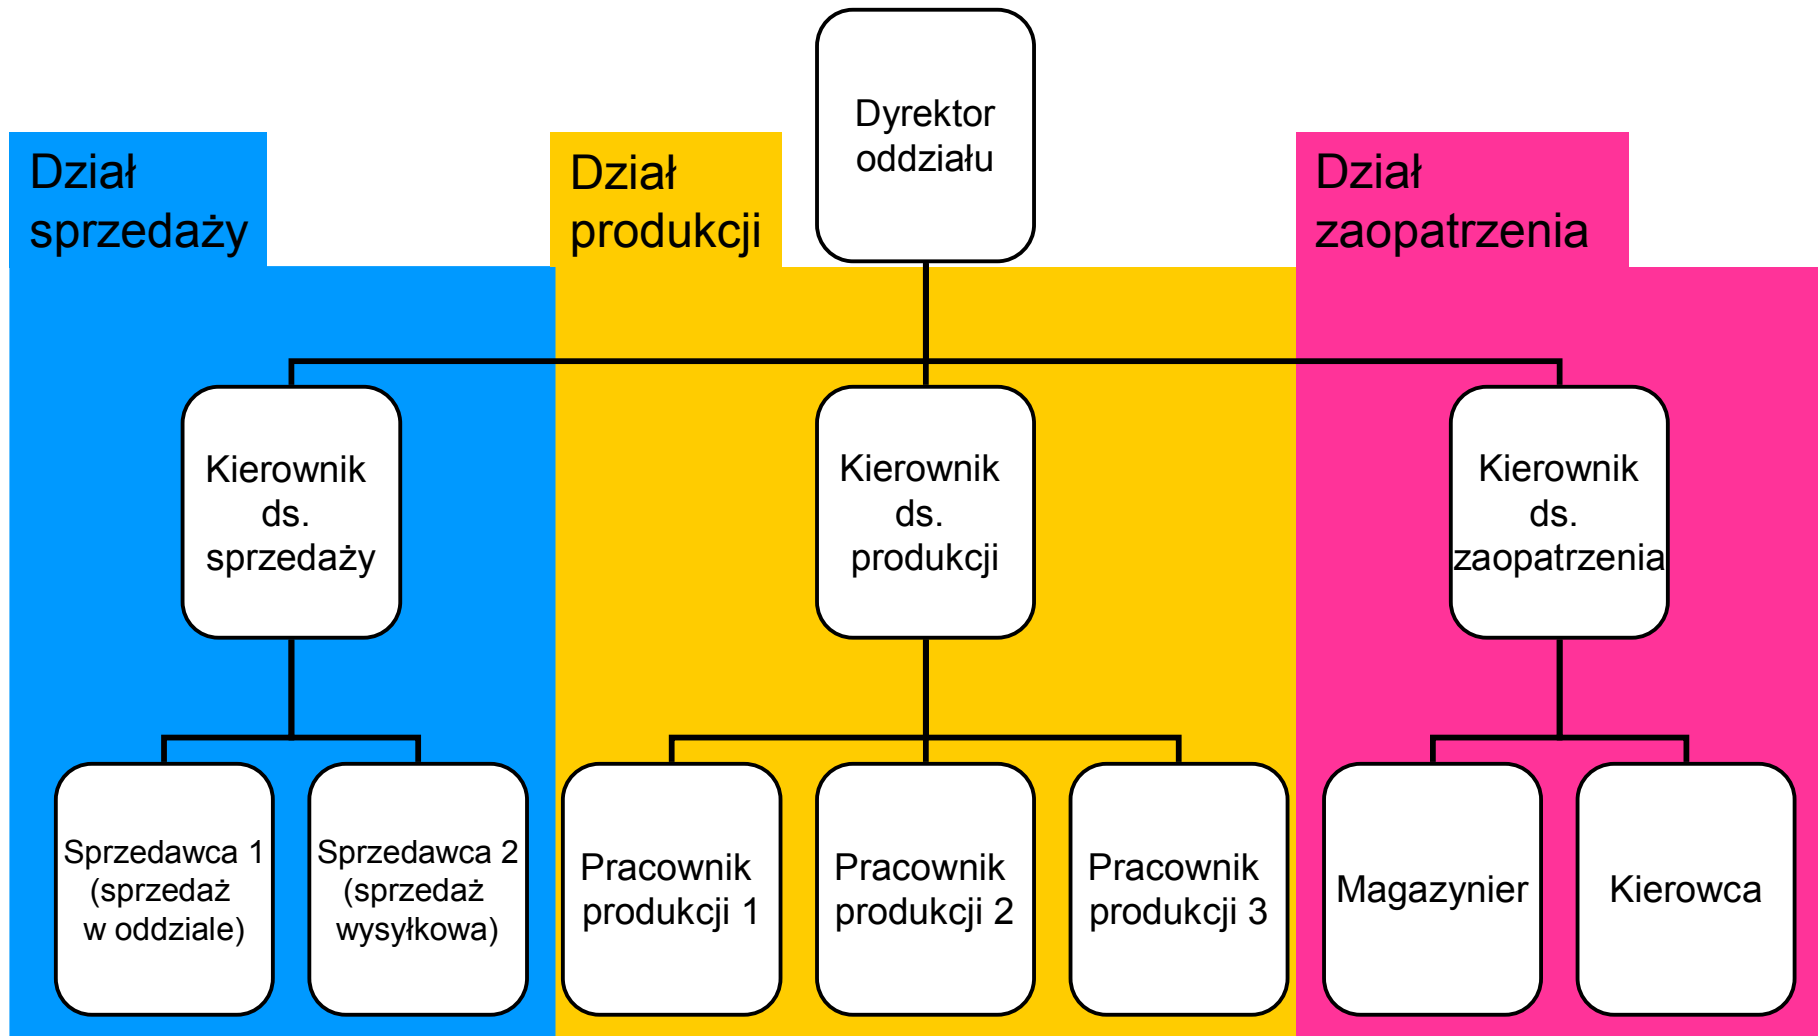 Dyrektor
oddziału
Dział
sprzedaży
Dział
produkcji
Dział
zaopatrzenia
Kierownik
ds.
sprzedaży
Kierownik
ds.
produkcji
Kierownik
ds.
zaopatrzenia
Sprzedawca 1
(sprzedaż
w oddziale)
Sprzedawca 2
(sprzedaż
wysyłkowa)
Pracownik
produkcji 1
Pracownik
produkcji 2
Pracownik
produkcji 3
Magazynier
Kierowca